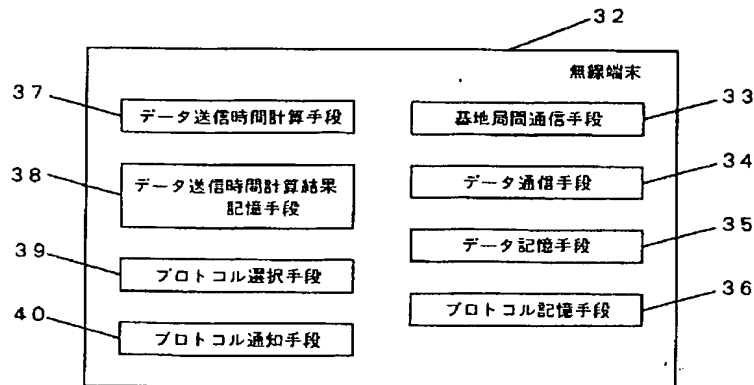 32
無線端末
37
データ送信時間計算手段
38
データ送信時間計算結果
記憶手段
39
プロトコル選択手段
40
プロトコル通知手段
33
基地局間通信手段
34
データ通信手段
35
データ記憶手段
36
プロトコル記憶手段